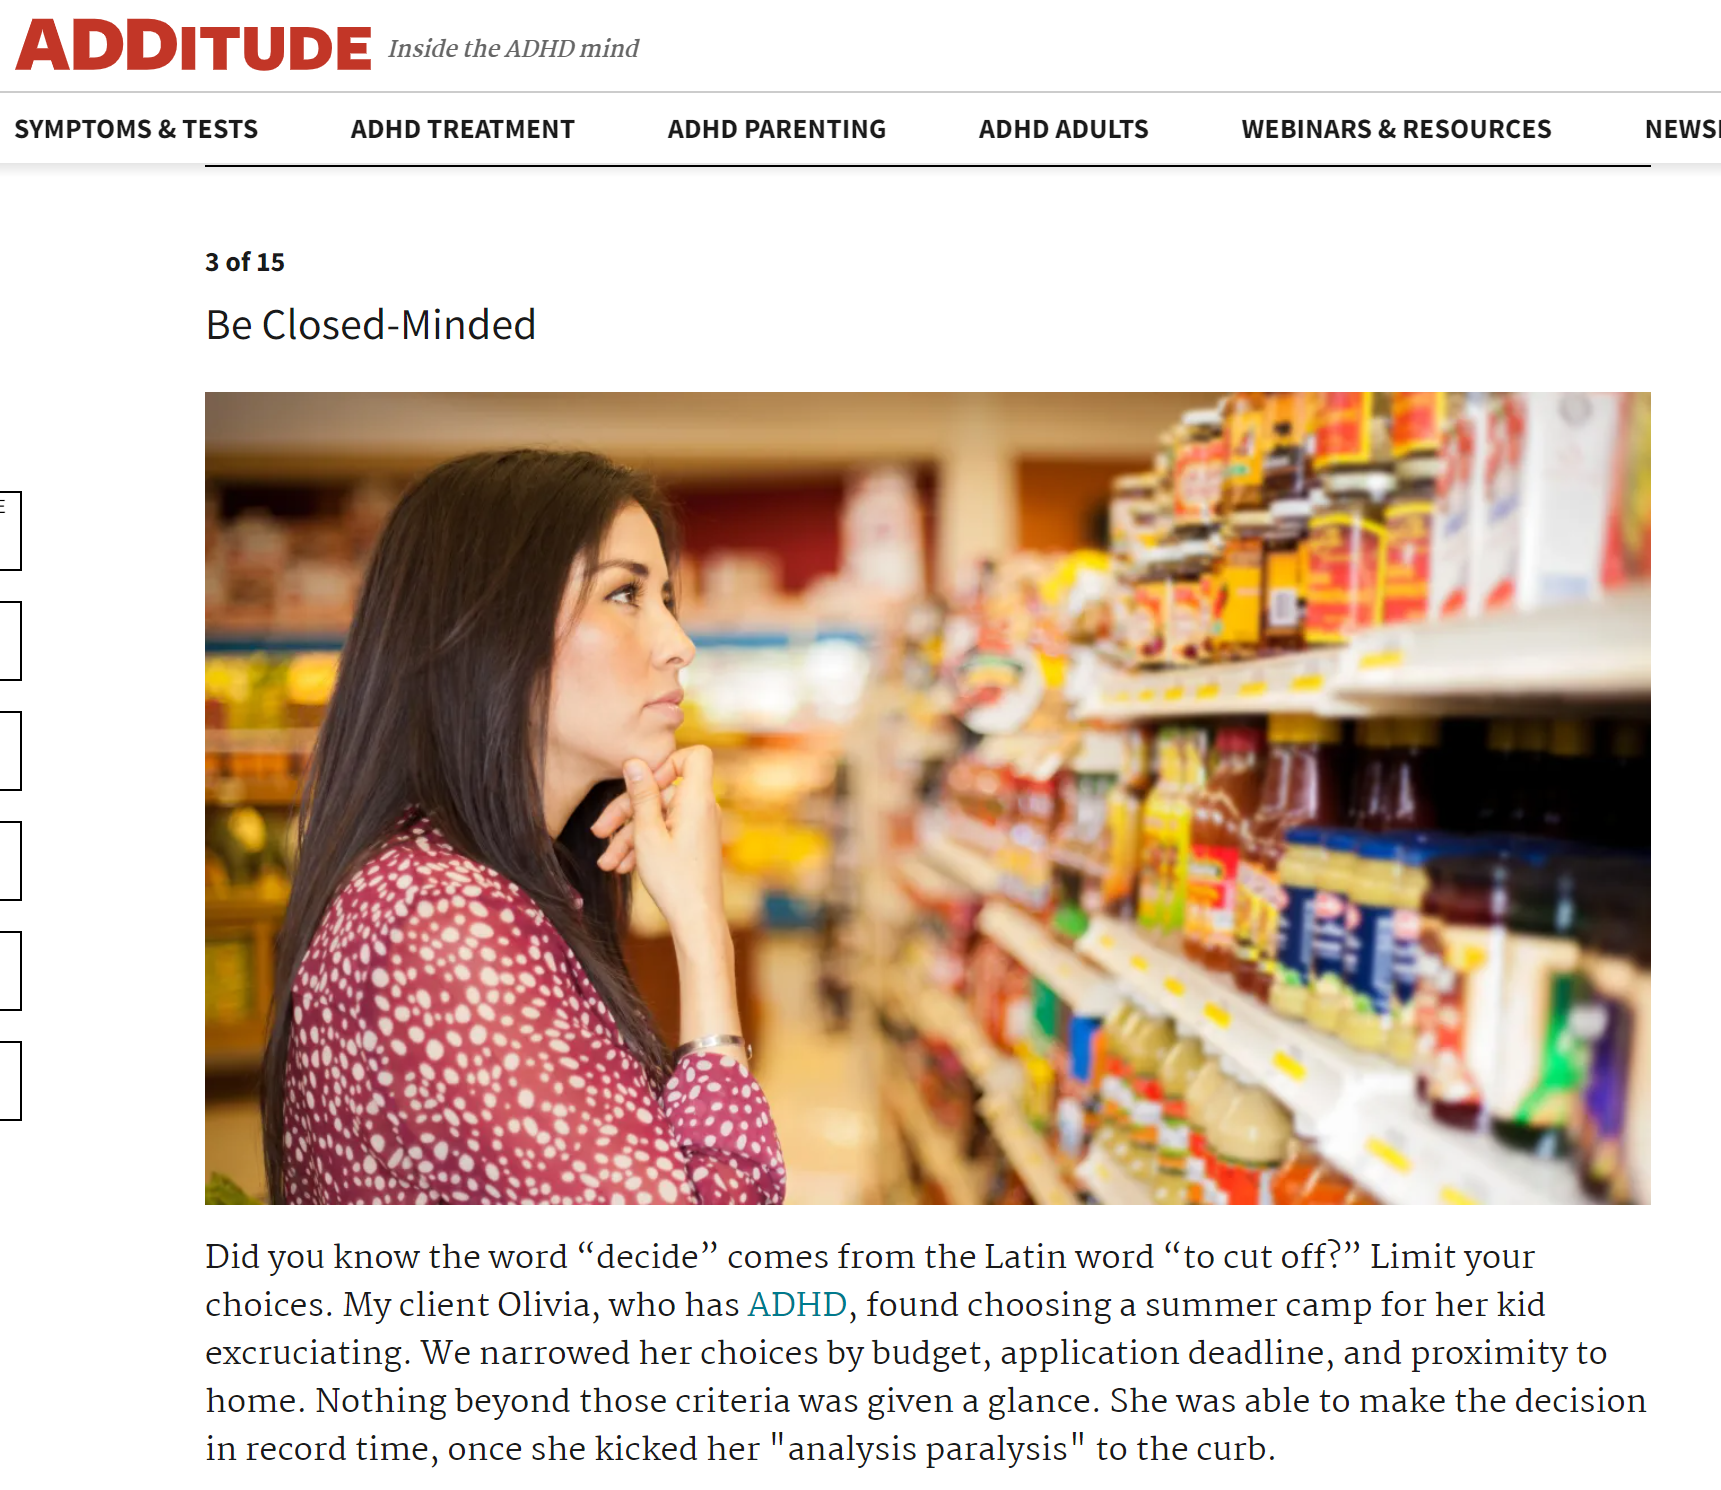 ADDITUDE Inside the ADHD mind
SYMPTOMS & TESTS ADHD TREATMENT ADHD PARENTING ADHD ADULTS WEBINARS & RESOURCES
3 of 15
Be Closed-Minded
Did you know the word “decide” comes from the Latin word “to cut off?” Limit your
choices. My client Olivia, who has ADHD, found choosing a summer camp for her kid
excruciating. We narrowed her choices by budget, application deadline, and proximity to
home. Nothing beyond those criteria was given a glance. She was able to make the decision
in record time, once she kicked her "analysis paralysis" to the curb.